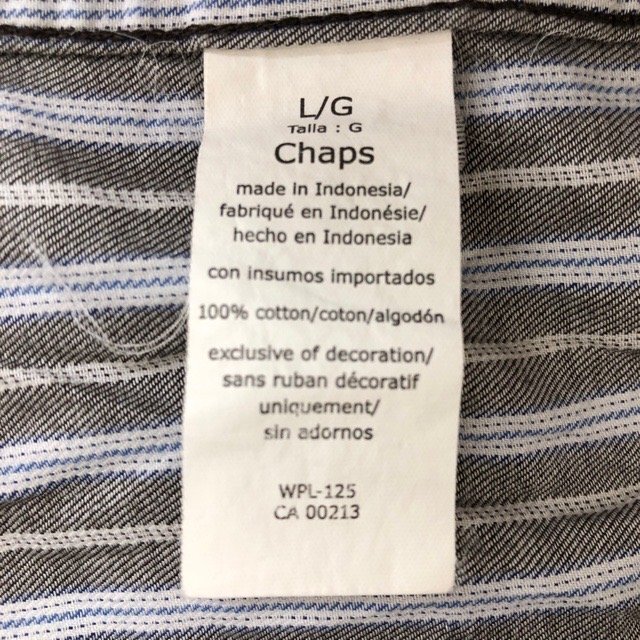 L/G
Talla : G
Chaps
made in Indonesia/
fabriqué en Indonésie/
hecho en Indonesia
con insumos importados
100% cotton/coton/algodón
exclusive of decoration/
sans ruban décoratif
uniquement/
sin adornos
WPL-125
CA 00213